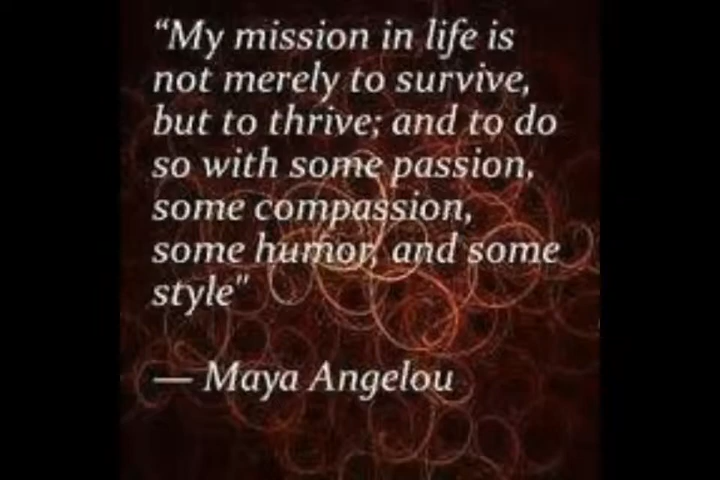 “My mission in life is
not merely to survive,
but to thrive; and to do
so with some passion,
some compassion,
some humor, and some
style"
— Maya Angelou